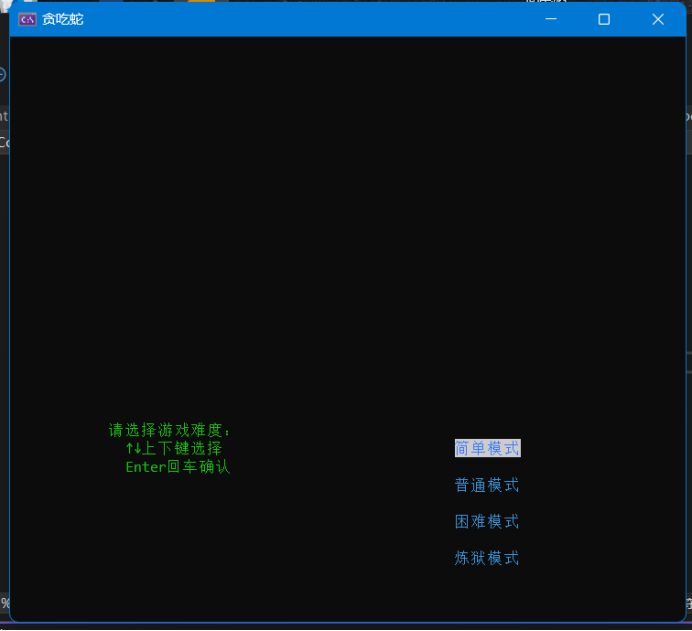 贪吃蛇
请选择游戏难度：
↑↓上下键选择
Enter回车确认
简单模式
普通模式
困难模式
炼狱模式